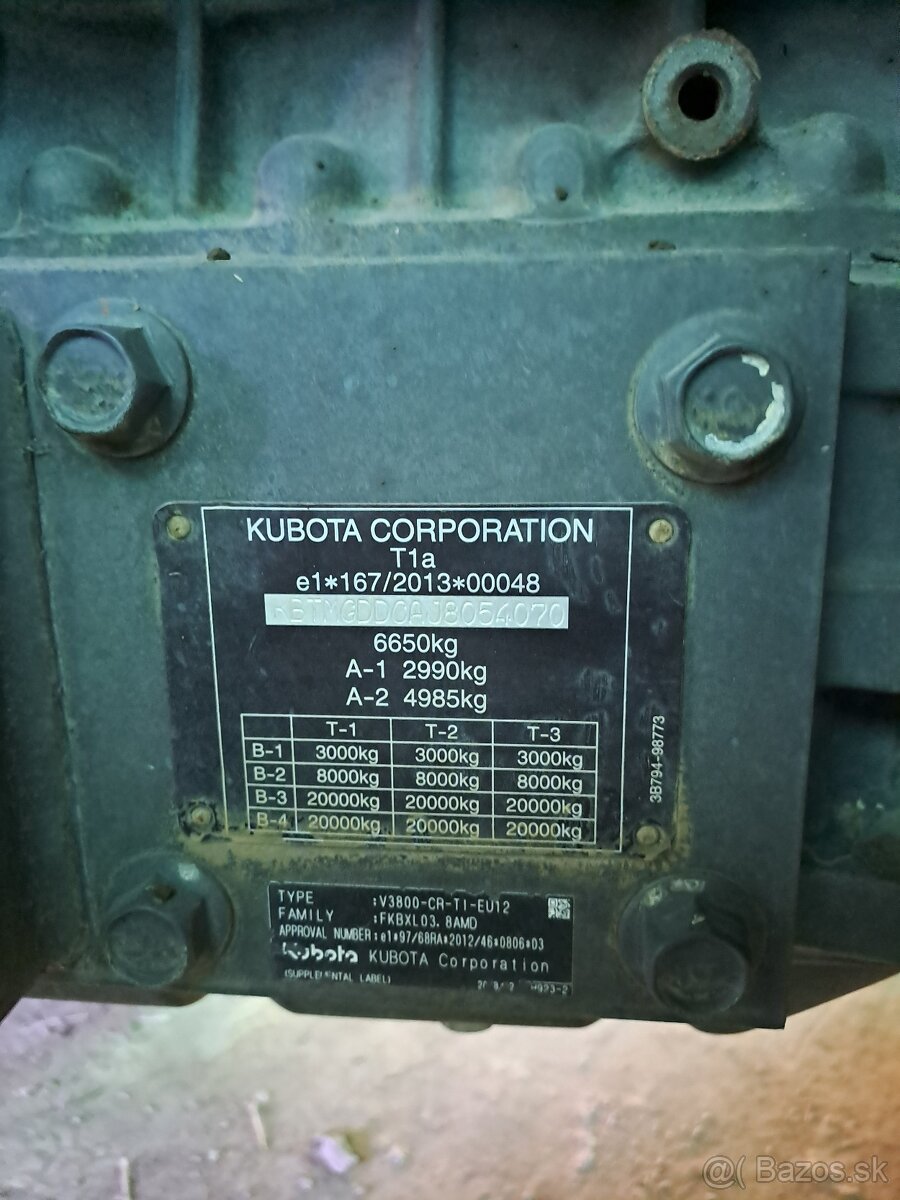 KUBOTA CORPORATION
T1a
e1*167/2013*00048
KBTMGDDCAJ8054070
6650kg
A-1 2990kg
A-2 4985kg
T-1 T-2 T-3
B-1 3000kg 3000kg 3000kg
B-2 8000kg 8000kg 8000kg
B-3 20000kg 20000kg 20000kg
B-4 20000kg 20000kg 20000kg
3B794-98773
TYPE :V3800-CR-TI-EU12
FAMILY :FKBXL03.8AMD
APPROVAL NUMBER:e1*97/68RA*2012/46*0806*03
Kubota KUBOTA Corporation
(SUPPLEMENTAL LABEL)
@( Bazos.sk